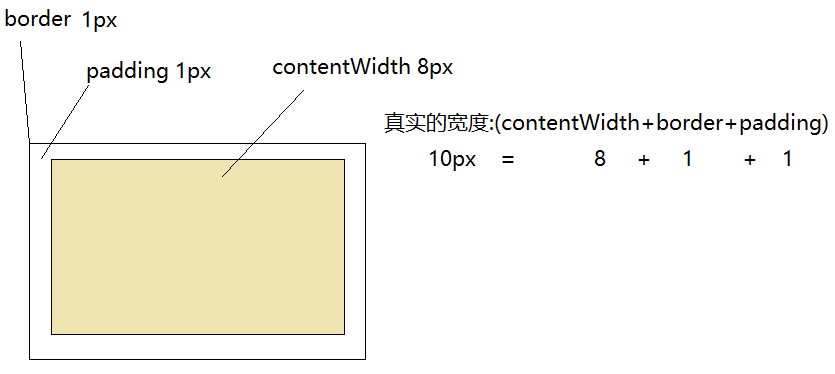 border 1px
padding 1px
contentWidth 8px
真实的宽度:(contentWidth+border+padding)
10px = 8 + 1 + 1